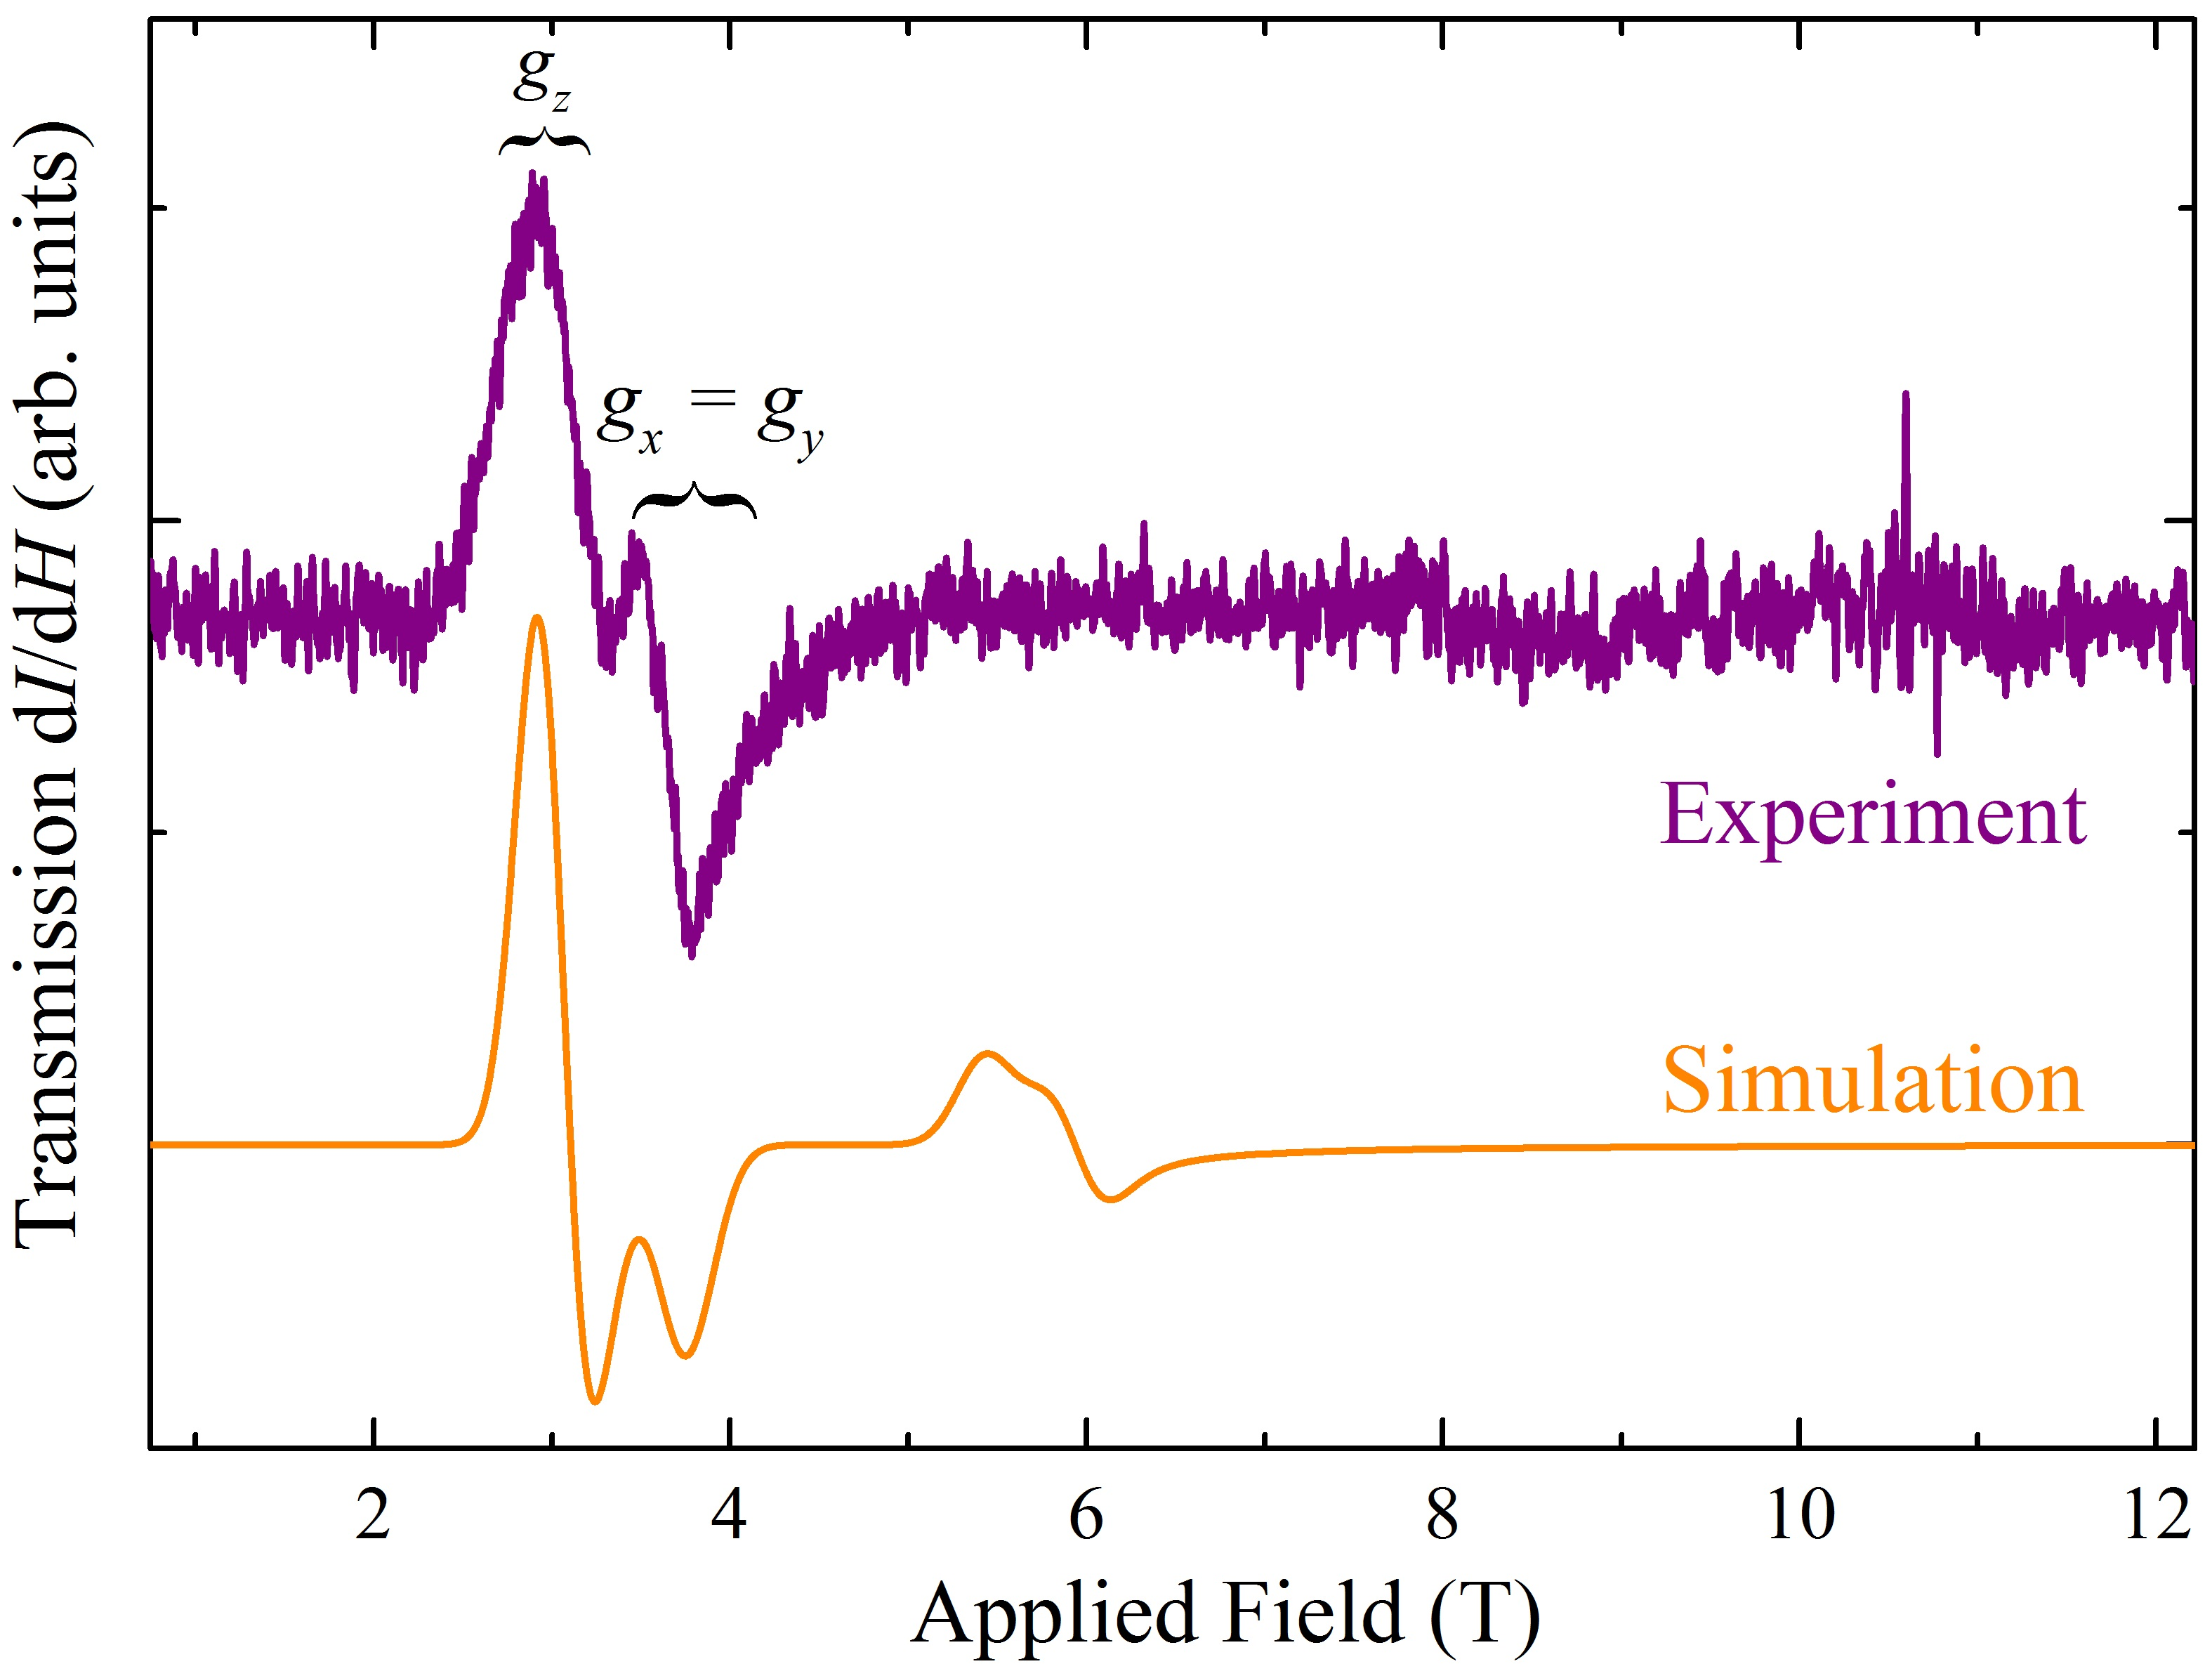 g_z
g_x = g_y
Transmission dI/dH (arb. units)
Experiment
Simulation
2 4 6 8 10 12
Applied Field (T)